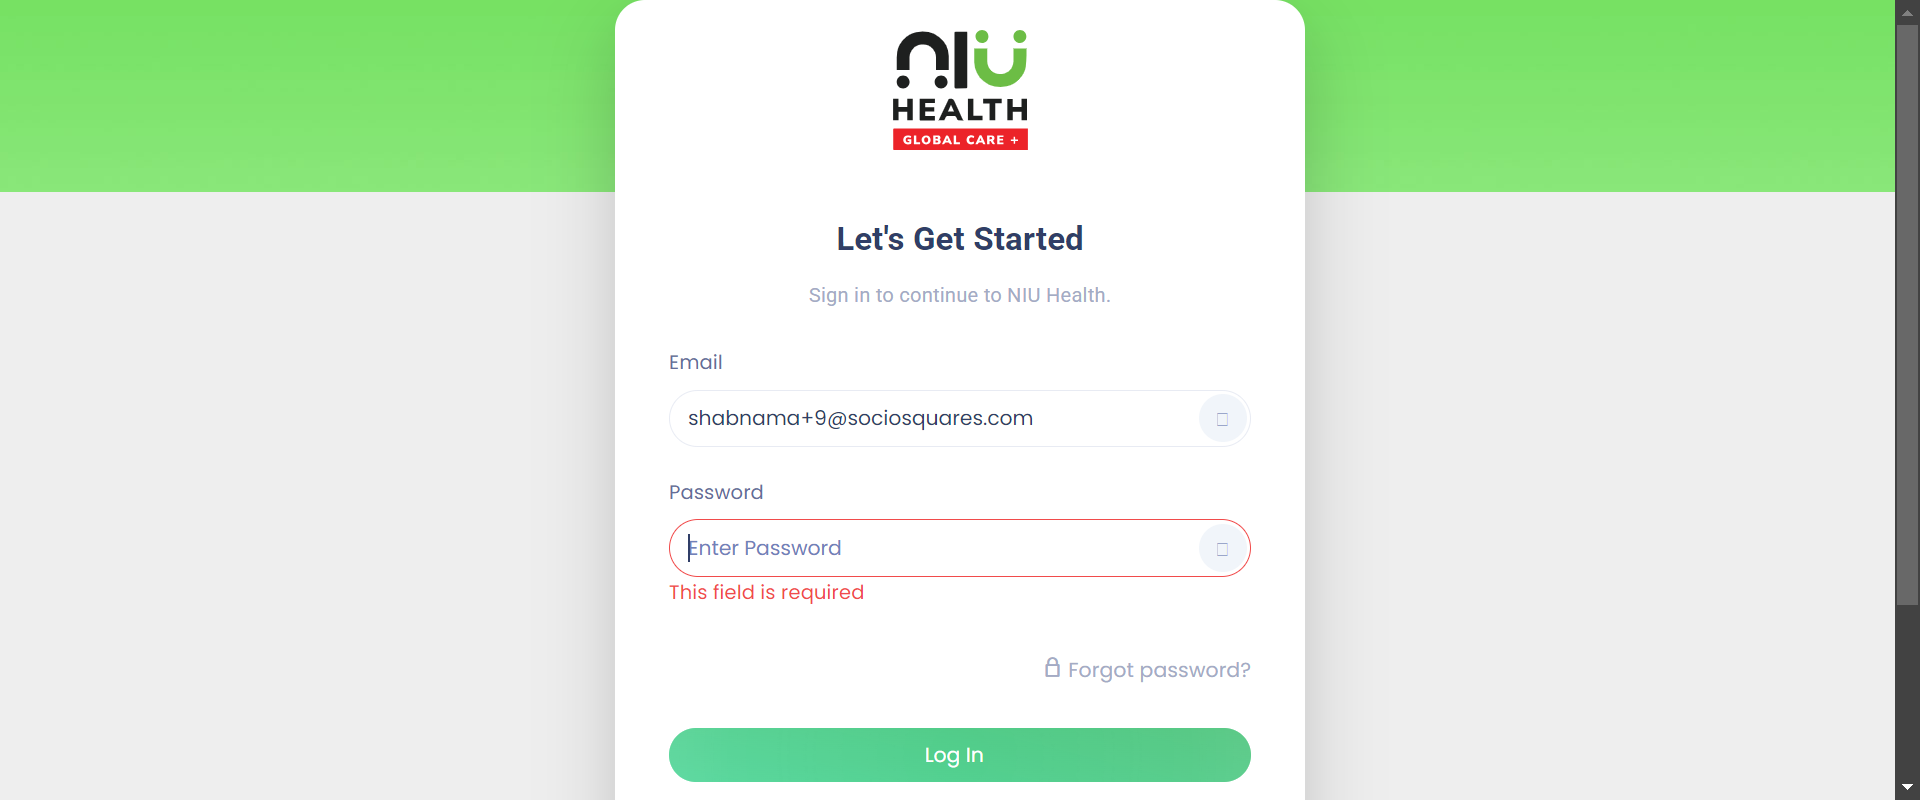 NIU
HEALTH
GLOBAL CARE +
Let's Get Started
Sign in to continue to NIU Health.
Email
shabnama+9@sociosquares.com
Password
Enter Password
This field is required
Forgot password?
Log In